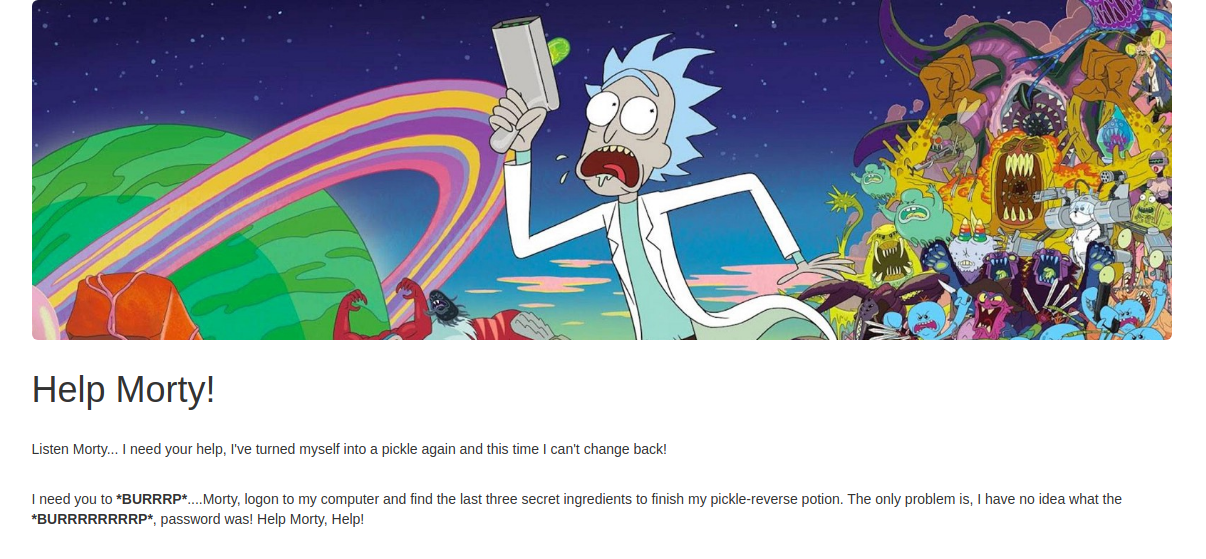 Help Morty!
Listen Morty... I need your help, I've turned myself into a pickle again and this time I can't change back!
I need you to *BURRRP*....Morty, logon to my computer and find the last three secret ingredients to finish my pickle-reverse potion. The only problem is, I have no idea what the
*BURRRRRRRRP*, password was! Help Morty, Help!